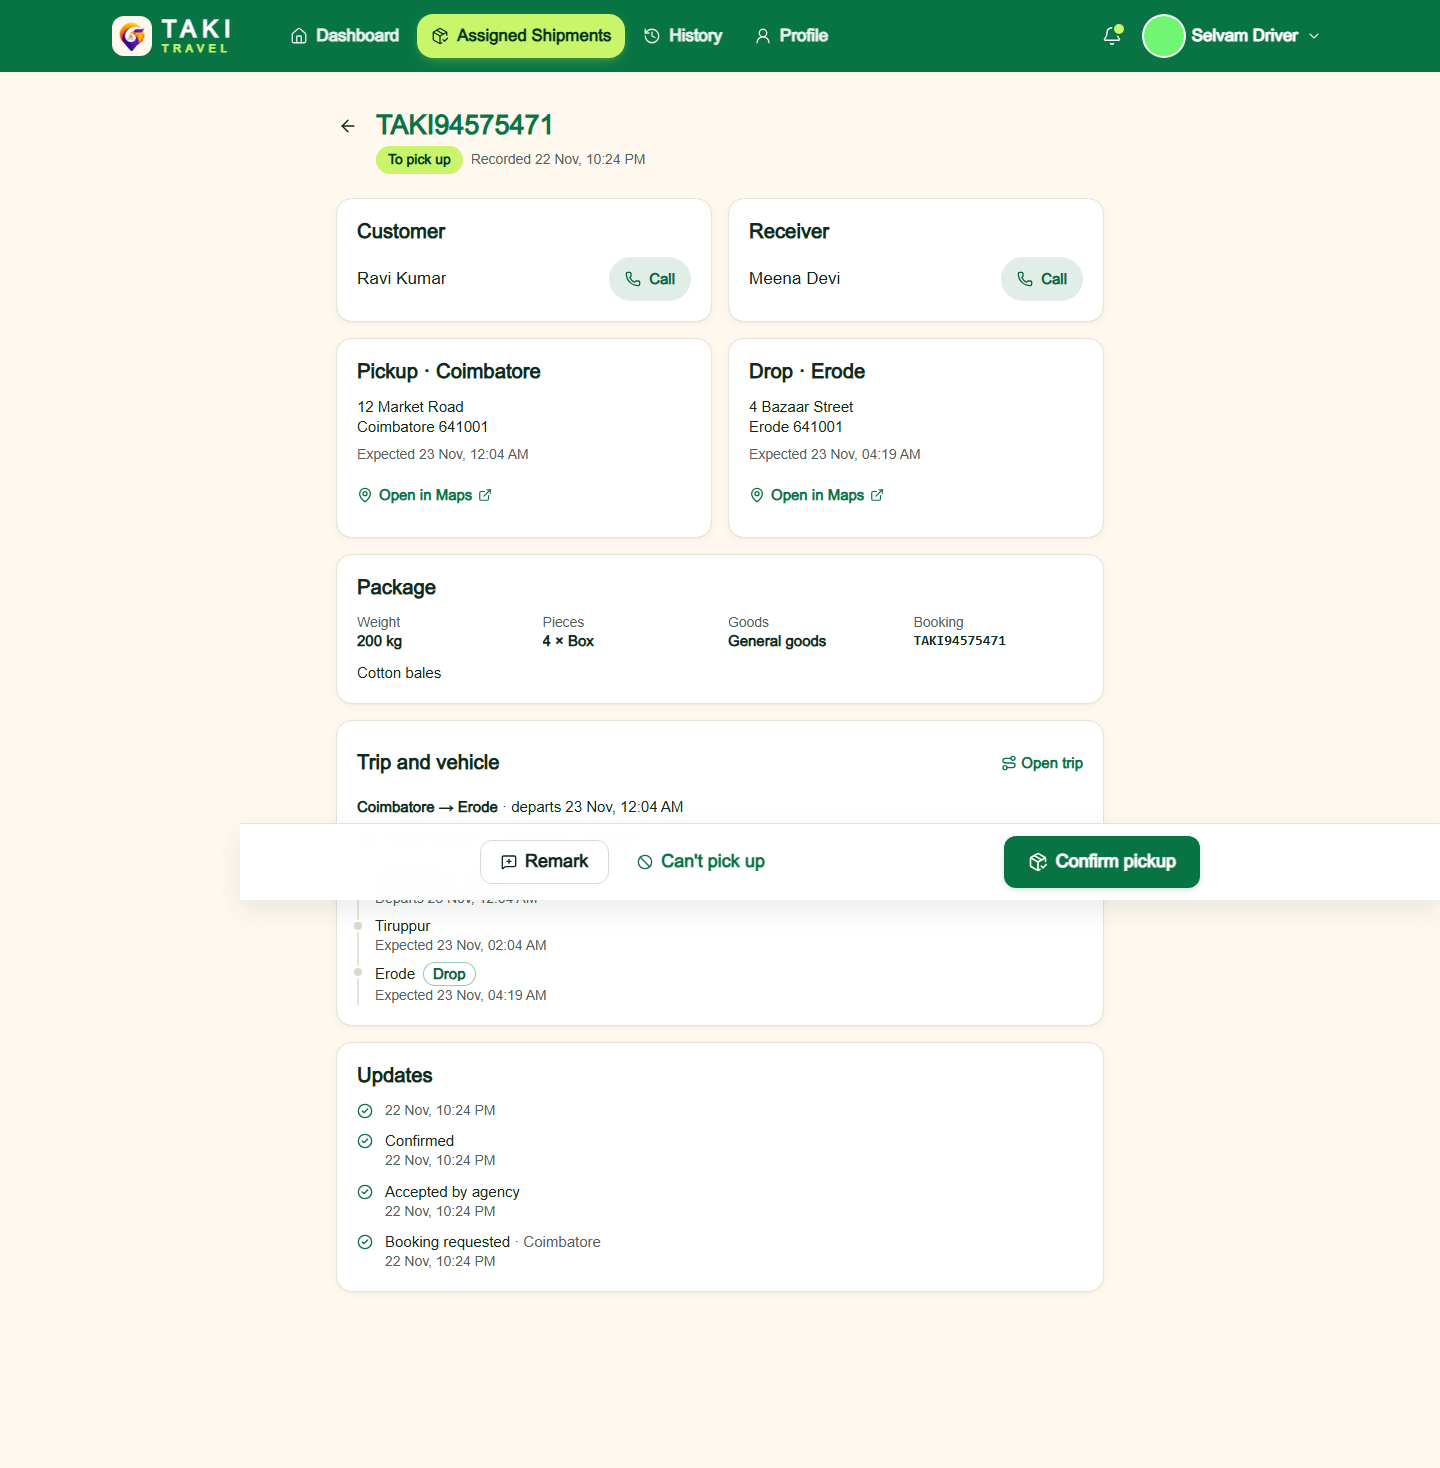 TAKI
TRAVEL
Dashboard
Assigned Shipments
History
Profile
Selvam Driver
TAKI94575471
To pick up
Recorded 22 Nov, 10:24 PM
Customer
Ravi Kumar
Call
Receiver
Meena Devi
Call
Pickup · Coimbatore
12 Market Road
Coimbatore 641001
Expected 23 Nov, 12:04 AM
Open in Maps
Drop · Erode
4 Bazaar Street
Erode 641001
Expected 23 Nov, 04:19 AM
Open in Maps
Package
Weight
200 kg
Pieces
4 × Box
Goods
General goods
Booking
TAKI94575471
Cotton bales
Trip and vehicle
Open trip
Coimbatore → Erode · departs 23 Nov, 12:04 AM
Remark
Can't pick up
Confirm pickup
Tiruppur
Expected 23 Nov, 02:04 AM
Erode
Drop
Expected 23 Nov, 04:19 AM
Updates
22 Nov, 10:24 PM
Confirmed
22 Nov, 10:24 PM
Accepted by agency
22 Nov, 10:24 PM
Booking requested · Coimbatore
22 Nov, 10:24 PM